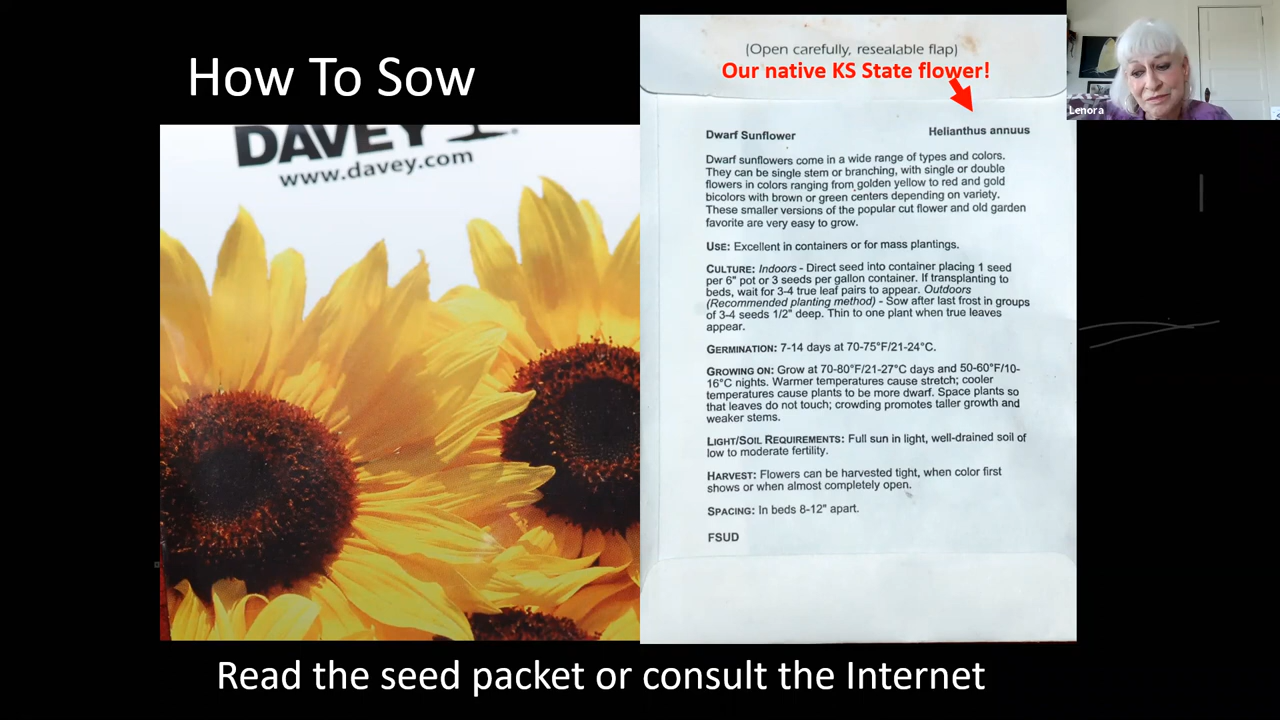 How To Sow
DAVEY
www.davey.com
(Open carefully, resealable flap)
Our native KS State flower!
Dwarf Sunflower
Helianthus annuus
Dwarf sunflowers come in a wide range of types and colors.
They can be single stem or branching, with single or double
flowers in colors ranging from golden yellow to red and gold
bicolors with brown or green centers depending on variety.
These smaller versions of the popular cut flower and old garden
favorite are very easy to grow.
USE: Excellent in containers or for mass plantings.
CULTURE: Indoors - Direct seed into container placing 1 seed
per 6" pot or 3 seeds per gallon container. If transplanting to
beds, wait for 3-4 true leaf pairs to appear. Outdoors
(Recommended planting method) - Sow after last frost in groups
of 3-4 seeds 1/2" deep. Thin to one plant when true leaves
appear.
GERMINATION: 7-14 days at 70-75°F/21-24°C.
GROWING ON: Grow at 70-80°F/21-27°C days and 50-60°F/10-
16°C nights. Warmer temperatures cause stretch; cooler
temperatures cause plants to be more dwarf. Space plants so
that leaves do not touch; crowding promotes taller growth and
weaker stems.
LIGHT/SOIL REQUIREMENTS: Full sun in light, well-drained soil of
low to moderate fertility.
HARVEST: Flowers can be harvested tight, when color first
shows or when almost completely open.
SPACING: In beds 8-12" apart.
FSUD
Lenora
Read the seed packet or consult the Internet